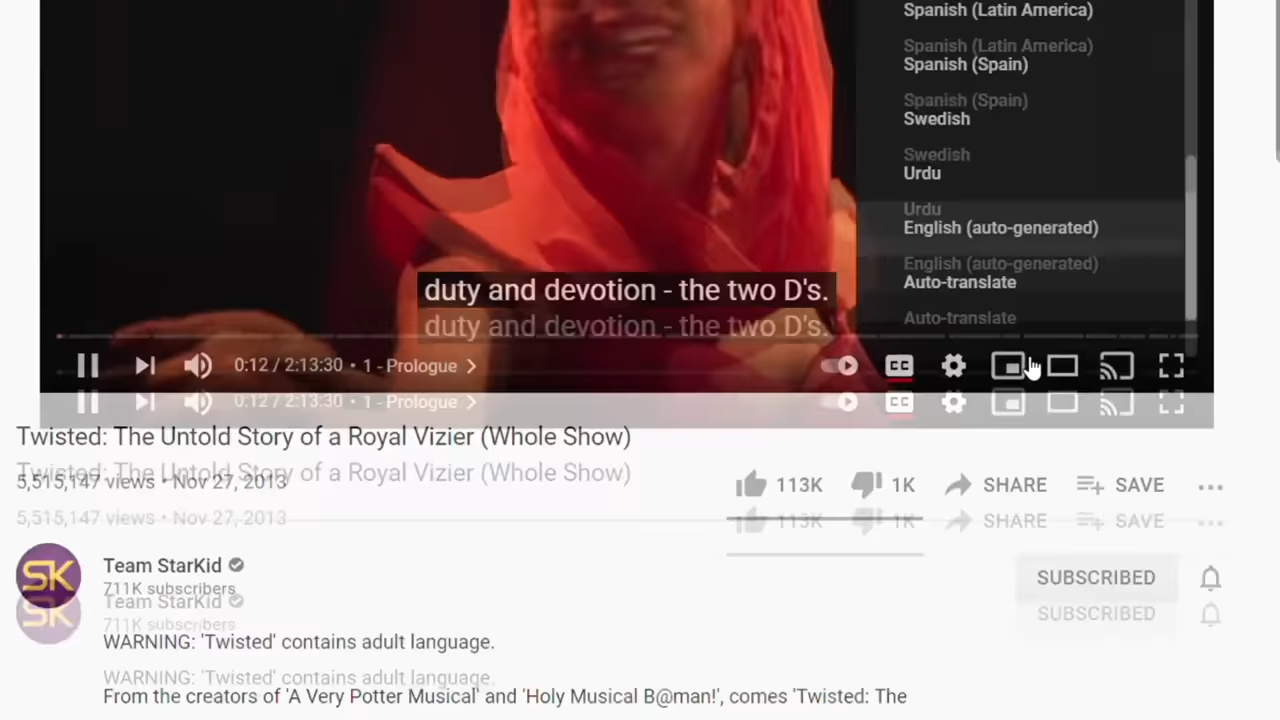 Spanish (Latin America)
Spanish (Latin America)
Spanish (Spain)
Spanish (Spain)
Swedish
Swedish
Urdu
Urdu
English (auto-generated)
English (auto-generated)
Auto-translate
Auto-translate
duty and devotion - the two D's.
duty and devotion - the two D's.
0:12 / 2:13:30 • 1 - Prologue
CC
0:12 / 2:13:30 • 1 - Prologue
CC
Twisted: The Untold Story of a Royal Vizier (Whole Show)
Twisted: The Untold Story of a Royal Vizier (Whole Show)
5,515,147 views • Nov 27, 2013
113K 1K SHARE SAVE
5,515,147 views • Nov 27, 2013
113K 1K SHARE SAVE
SK
Team StarKid
711K subscribers
SUBSCRIBED
SK
Team StarKid
711K subscribers
SUBSCRIBED
WARNING: 'Twisted' contains adult language.
WARNING: 'Twisted' contains adult language.
From the creators of 'A Very Potter Musical' and 'Holy Musical B@man!', comes 'Twisted: The